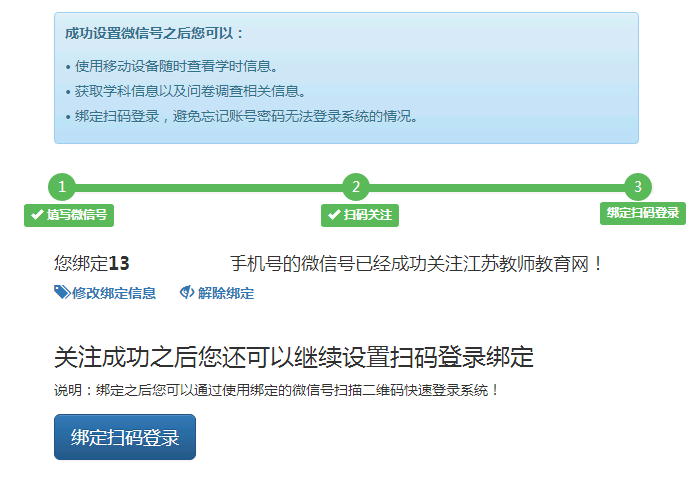 成功设置微信号之后您可以：
• 使用移动设备随时查看学时信息。
• 获取学科信息以及问卷调查相关信息。
• 绑定扫码登录，避免忘记账号密码无法登录系统的情况。
1 2 3
填写微信号 扫码关注 绑定扫码登录
您绑定13 手机号的微信号已经成功关注江苏教师教育网！
修改绑定信息 解除绑定
关注成功之后您还可以继续设置扫码登录绑定
说明：绑定之后您可以通过使用绑定的微信号扫描二维码快速登录系统！
绑定扫码登录